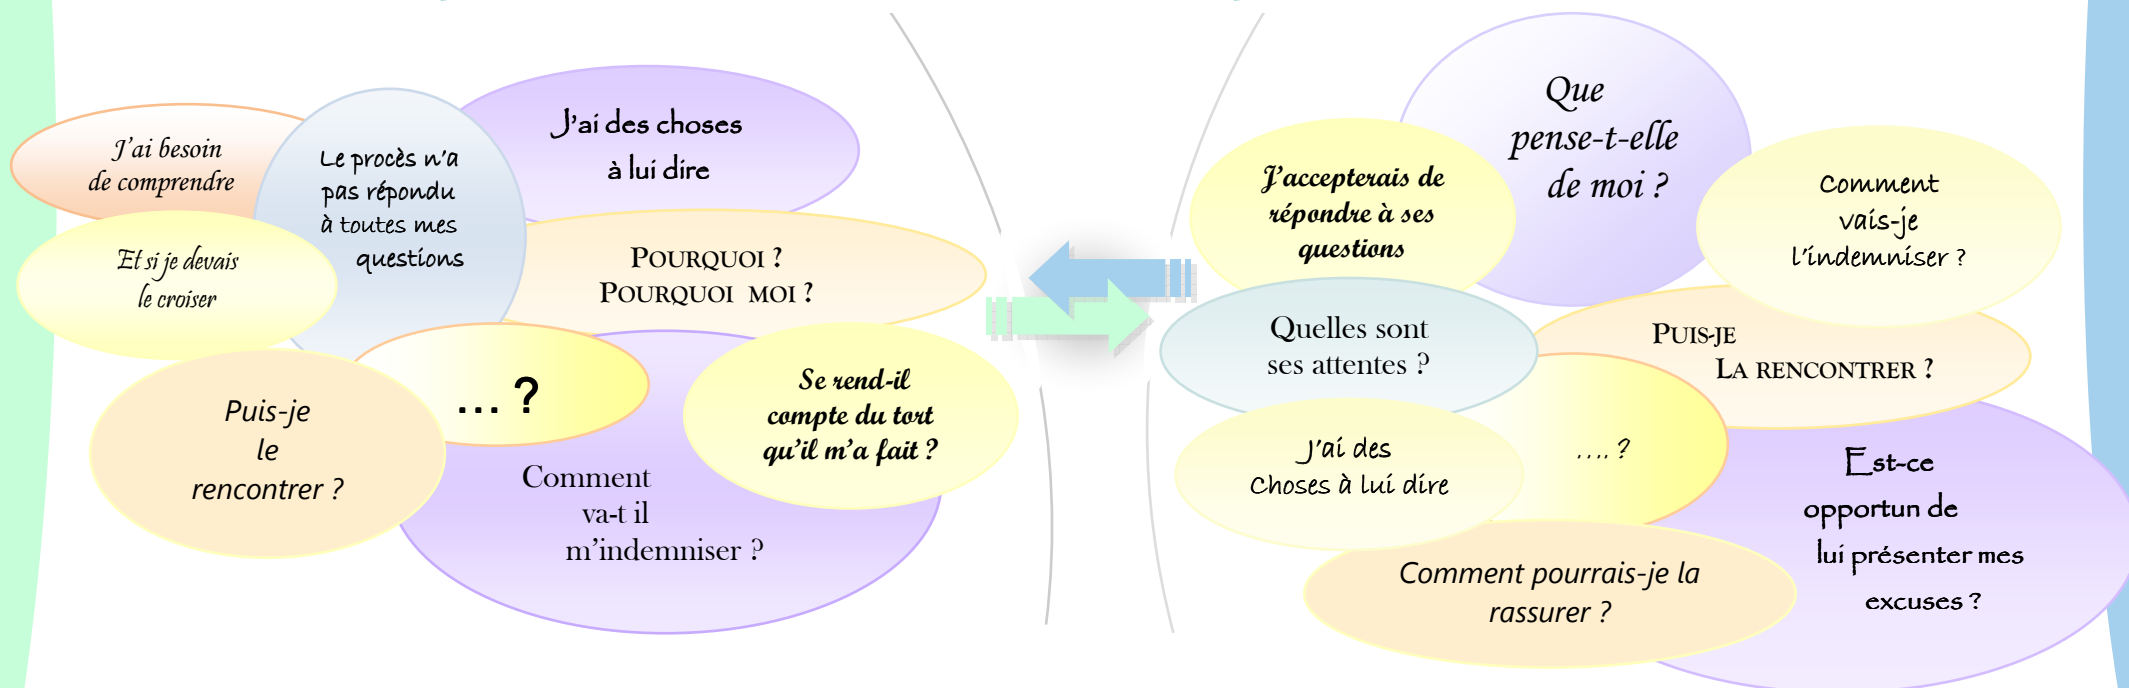 J'ai besoin
de comprendre
Le procès n'a
pas répondu
à toutes mes
questions
J'ai des choses
à lui dire
Et si je devais
le croiser
POURQUOI ?
POURQUOI MOI ?
... ?
Puis-je
le
rencontrer ?
Se rend-il
compte du tort
qu'il m'a fait ?
Comment
va-t il
m'indemniser ?
Que
pense-t-elle
de moi ?
J'accepterais de
répondre à ses
questions
Comment
vais-je
l'indemniser ?
Quelles sont
ses attentes ?
PUIS-JE
LA RENCONTRER ?
J'ai des
Choses à lui dire
.... ?
Est-ce
opportun de
lui présenter mes
excuses ?
Comment pourrais-je la
rassurer ?